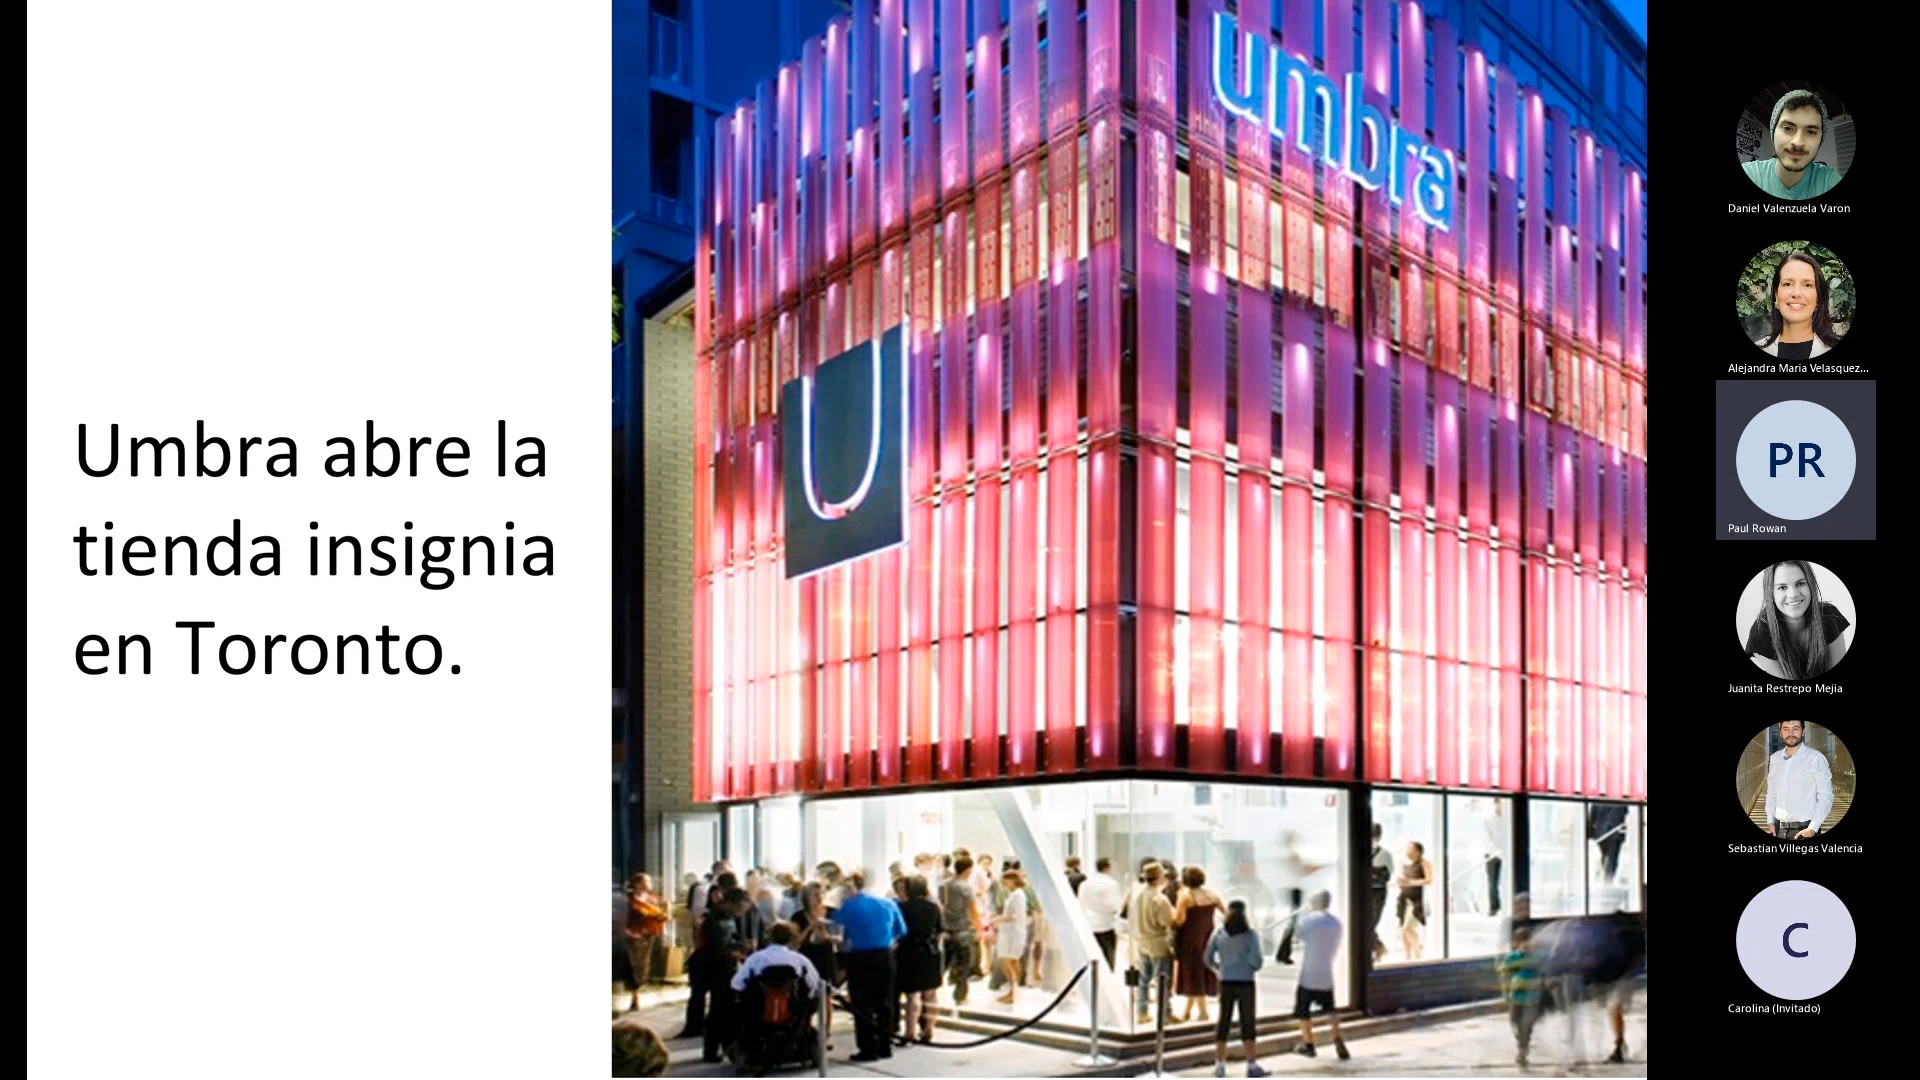 Umbra abre la
tienda insignia
en Toronto.
umbra
U
Daniel Valenzuela Varon
Alejandra Maria Velasquez...
PR
Paul Rowan
Juanita Restrepo Mejia
Sebastian Villegas Valencia
C
Carolina (Invitado)